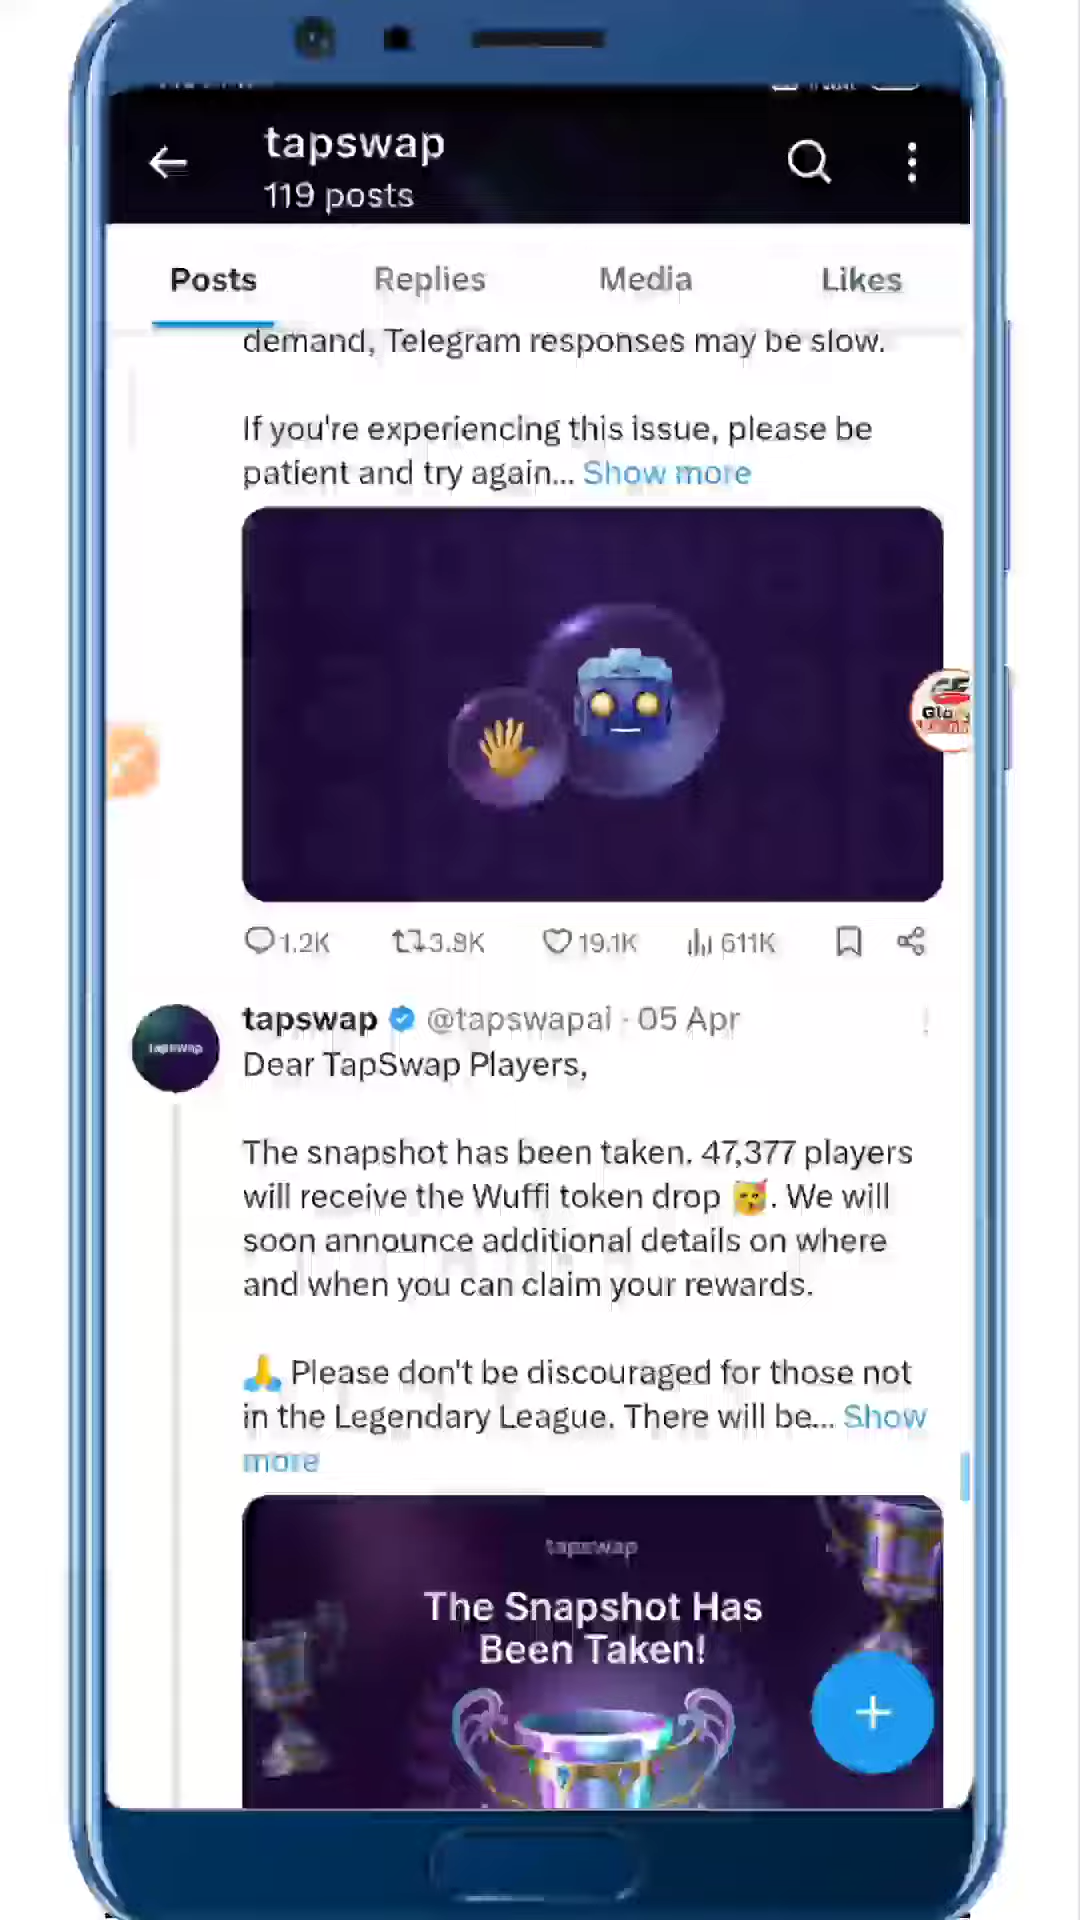 tapswap
119 posts
Posts Replies Media Likes
demand, Telegram responses may be slow.
If you're experiencing this issue, please be
patient and try again... Show more
1.2K 3.8K 19.1K 611K
tapswap @tapswapai · 05 Apr
tapswap
Dear TapSwap Players,
The snapshot has been taken. 47,377 players
will receive the Wuffi token drop 🥳. We will
soon announce additional details on where
and when you can claim your rewards.
🙏 Please don't be discouraged for those not
in the Legendary League. There will be... Show
more
tapswap
The Snapshot Has
Been Taken!